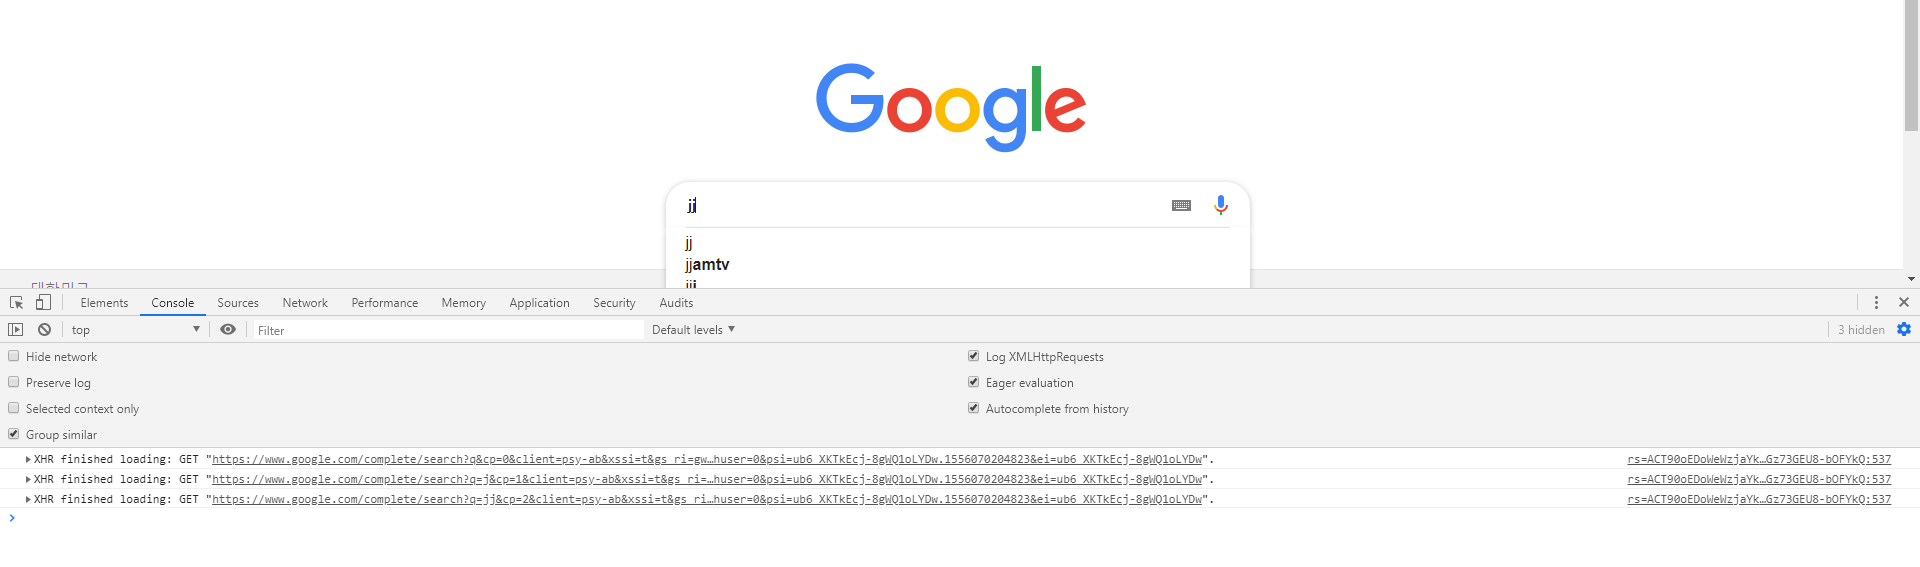 Google
jj
jj
jjamtv
jjj
대한민국
Elements Console Sources Network Performance Memory Application Security Audits
top Filter Default levels 3 hidden
Hide network Log XMLHttpRequests
Preserve log Eager evaluation
Selected context only Autocomplete from history
Group similar
XHR finished loading: GET "https://www.google.com/complete/search?q&cp=0&client=psy-ab&xssi=t&gs_ri=gw…huser=0&psi=ub6_XKTkEcj-8gWQ1oLYDw.1556070204823&ei=ub6_XKTkEcj-8gWQ1oLYDw". rs=ACT90oEDoWeWzjaYk…Gz73GEU8-bOFYkQ:537
XHR finished loading: GET "https://www.google.com/complete/search?q=j&cp=1&client=psy-ab&xssi=t&gs_ri=…huser=0&psi=ub6_XKTkEcj-8gWQ1oLYDw.1556070204823&ei=ub6_XKTkEcj-8gWQ1oLYDw". rs=ACT90oEDoWeWzjaYk…Gz73GEU8-bOFYkQ:537
XHR finished loading: GET "https://www.google.com/complete/search?q=jj&cp=2&client=psy-ab&xssi=t&gs_ri…huser=0&psi=ub6_XKTkEcj-8gWQ1oLYDw.1556070204823&ei=ub6_XKTkEcj-8gWQ1oLYDw". rs=ACT90oEDoWeWzjaYk…Gz73GEU8-bOFYkQ:537